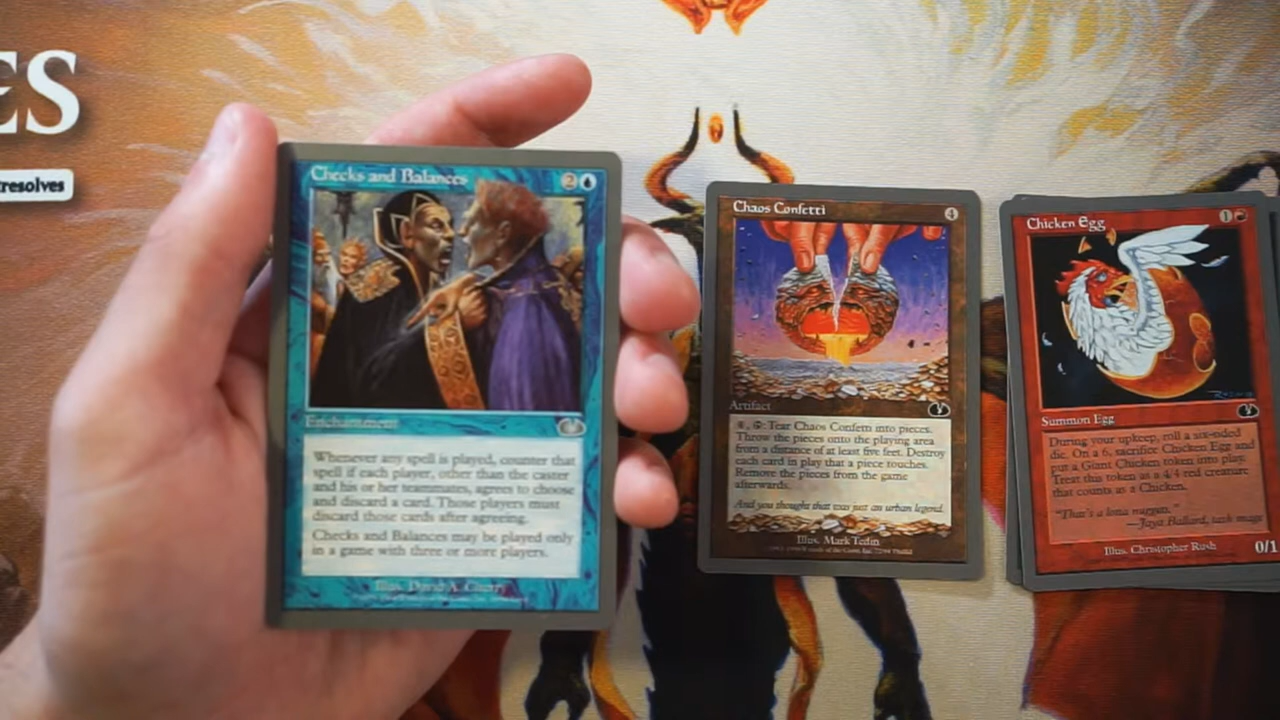 ES
resolves
Checks and Balances 2
Enchantment
Whenever any spell is played, counter that
spell if each player, other than the caster
and his or her teammates, agrees to choose
and discard a card. Those players must
discard those cards after agreeing.
Checks and Balances may be played only
in a game with three or more players.
Illus. David A. Cherry
Chaos Confetti 4
Artifact
4, : Tear Chaos Confetti into pieces.
Throw the pieces onto the playing area
from a distance of at least five feet. Destroy
each card in play that a piece touches.
Remove the pieces from the game
afterwards.
And you thought that was just an urban legend.
Illus. Mark Tedin
Chicken Egg 1
Summon Egg
During your upkeep, roll a six-sided
die. On a 6, sacrifice Chicken Egg and
put a Giant Chicken token into play.
Treat this token as a 4/4 red creature
that counts as a Chicken.
"That's a lotta nuggets."
—Jaya Ballard, task mage
Illus. Christopher Rush
0/1